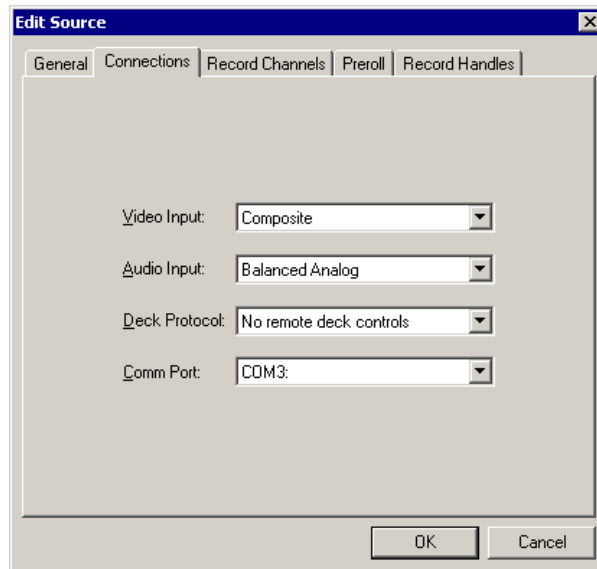 Edit Source
General Connections Record Channels Preroll Record Handles
Video Input: Composite
Audio Input: Balanced Analog
Deck Protocol: No remote deck controls
Comm Port: COM3:
OK Cancel